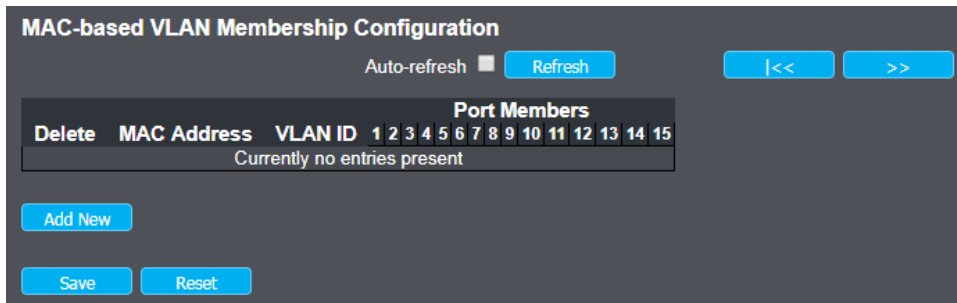 MAC-based VLAN Membership Configuration
Auto-refresh Refresh |<< >>
Port Members
Delete MAC Address VLAN ID 1 2 3 4 5 6 7 8 9 10 11 12 13 14 15
Currently no entries present
Add New
Save Reset